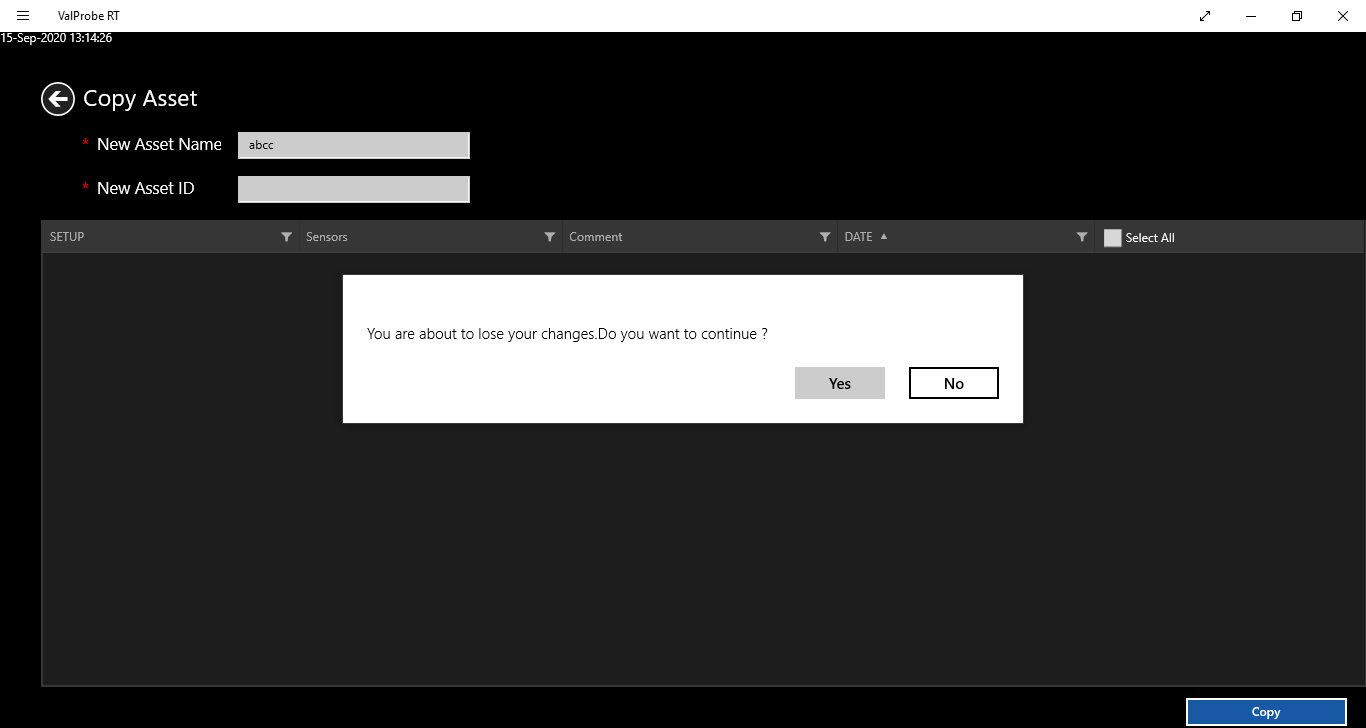 ValProbe RT
15-Sep-2020 13:14:26
Copy Asset
* New Asset Name abcc
* New Asset ID
SETUP Sensors Comment DATE Select All
You are about to lose your changes.Do you want to continue ?
Yes No
Copy